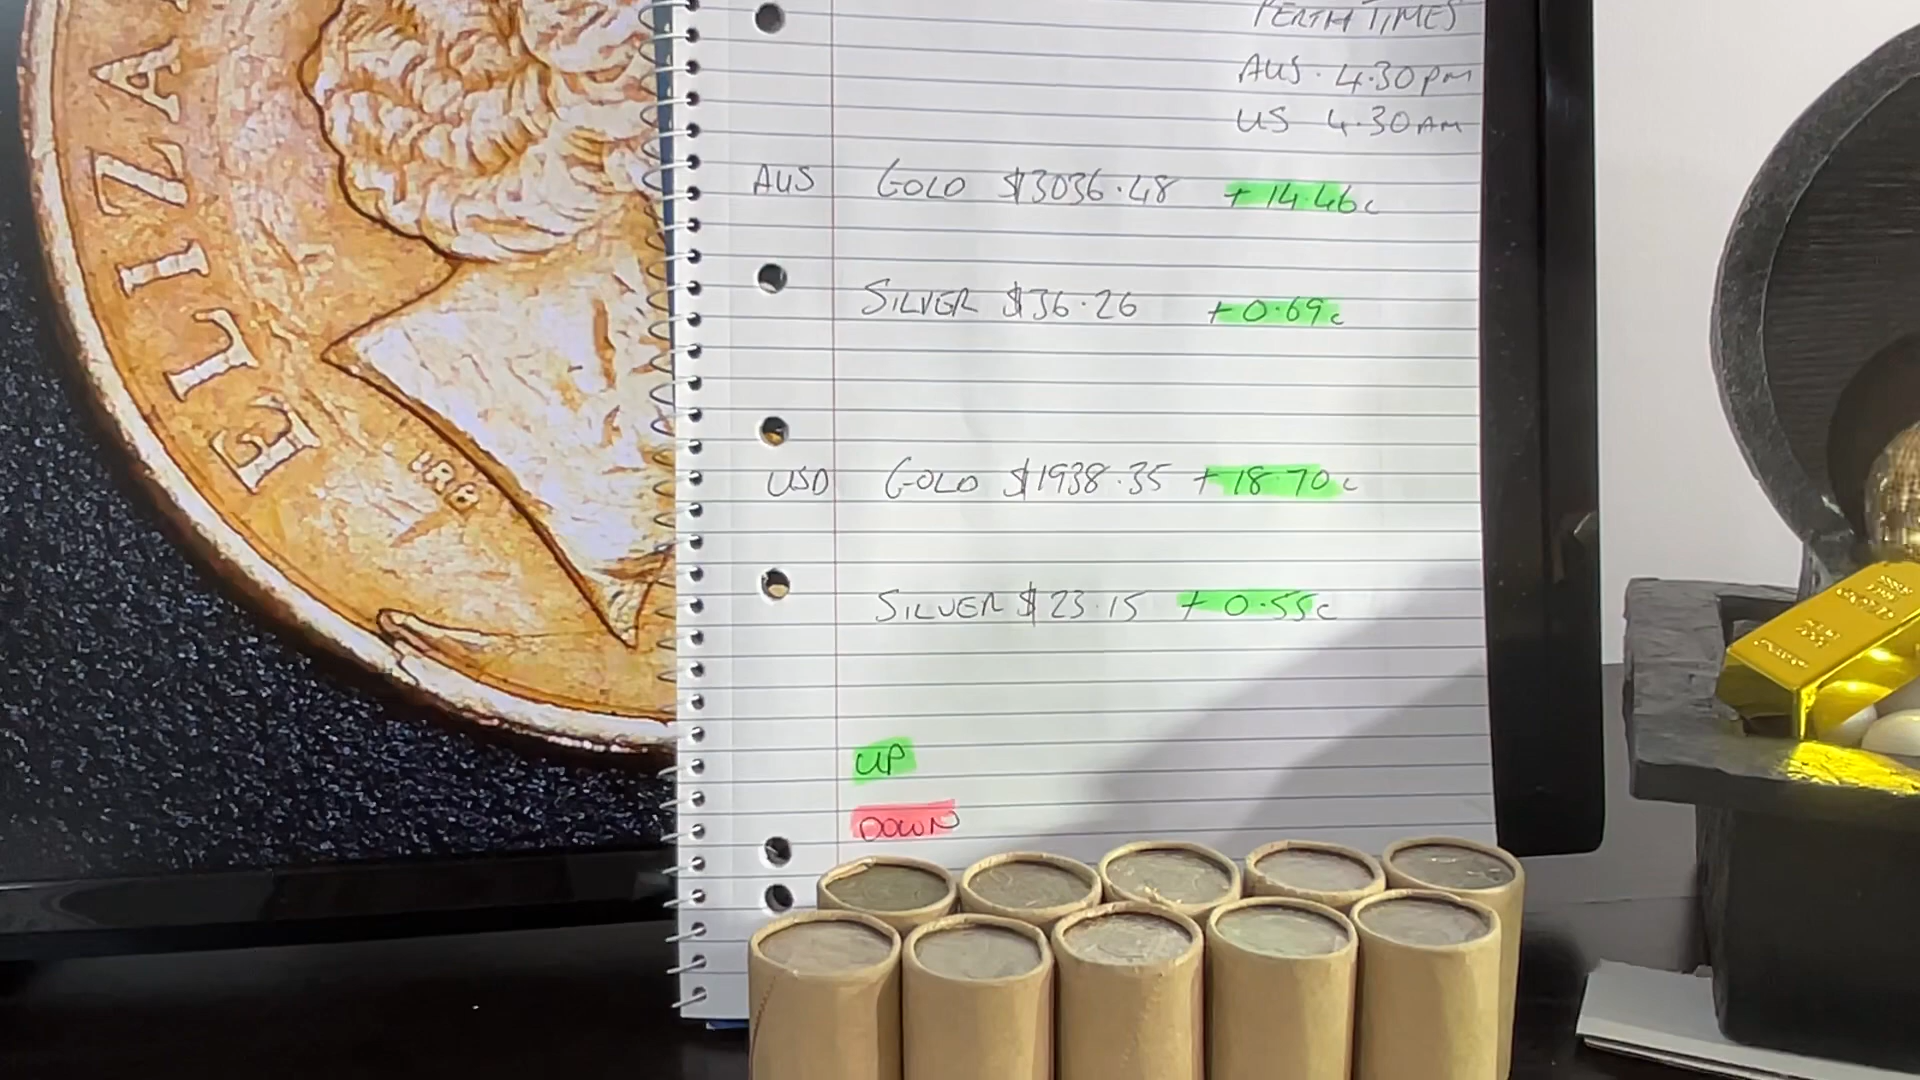 PERTH TIMES
AUS. 4.30pm
US 4.30AM
AUS GOLD $3036.48 + 14.46c
SILVER $36.26 + 0.69c
USD GOLD $1938.35 + 18.70c
SILVER $23.15 + 0.55c
UP
DOWN
ELIZA
IRB